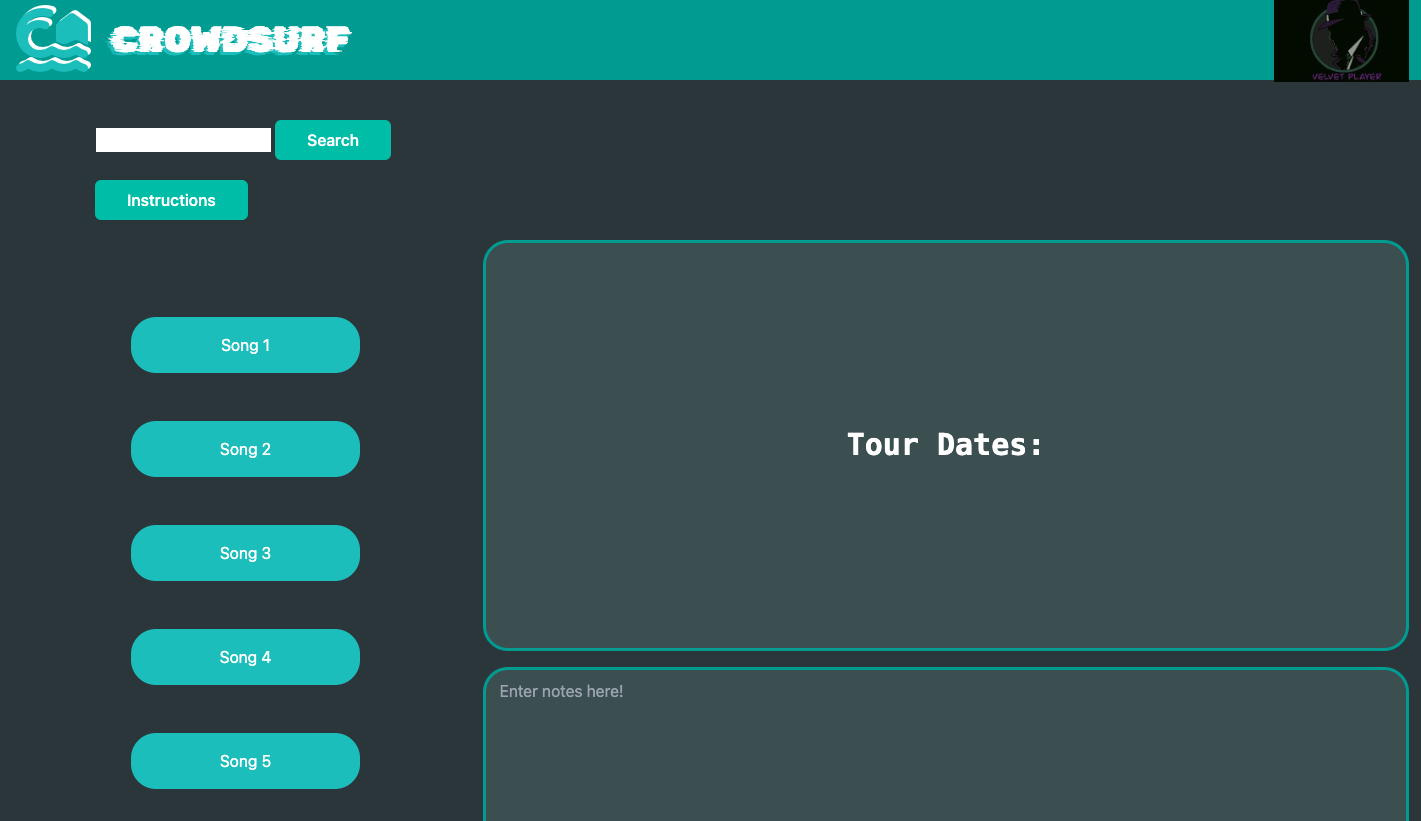 CROWDSURF
VELVET PLAYER
Search
Instructions
Song 1
Song 2
Song 3
Song 4
Song 5
Tour Dates:
Enter notes here!